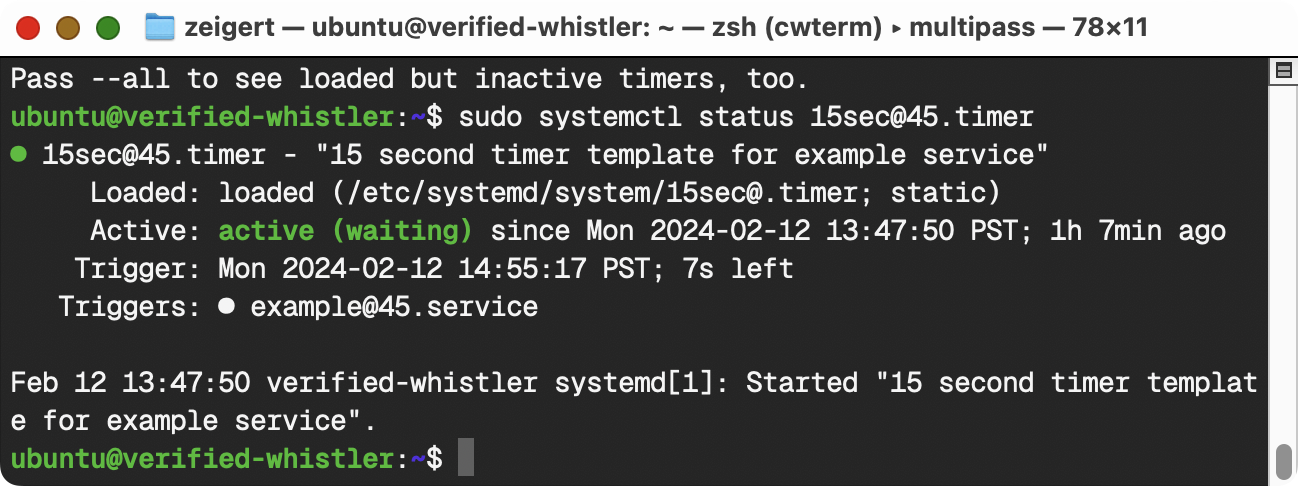 zeigert — ubuntu@verified-whistler: ~ — zsh (cwterm) ▸ multipass — 78×11
Pass --all to see loaded but inactive timers, too.
ubuntu@verified-whistler:~$ sudo systemctl status 15sec@45.timer
● 15sec@45.timer - "15 second timer template for example service"
     Loaded: loaded (/etc/systemd/system/15sec@.timer; static)
     Active: active (waiting) since Mon 2024-02-12 13:47:50 PST; 1h 7min ago
    Trigger: Mon 2024-02-12 14:55:17 PST; 7s left
   Triggers: ● example@45.service

Feb 12 13:47:50 verified-whistler systemd[1]: Started "15 second timer templat
e for example service".
ubuntu@verified-whistler:~$